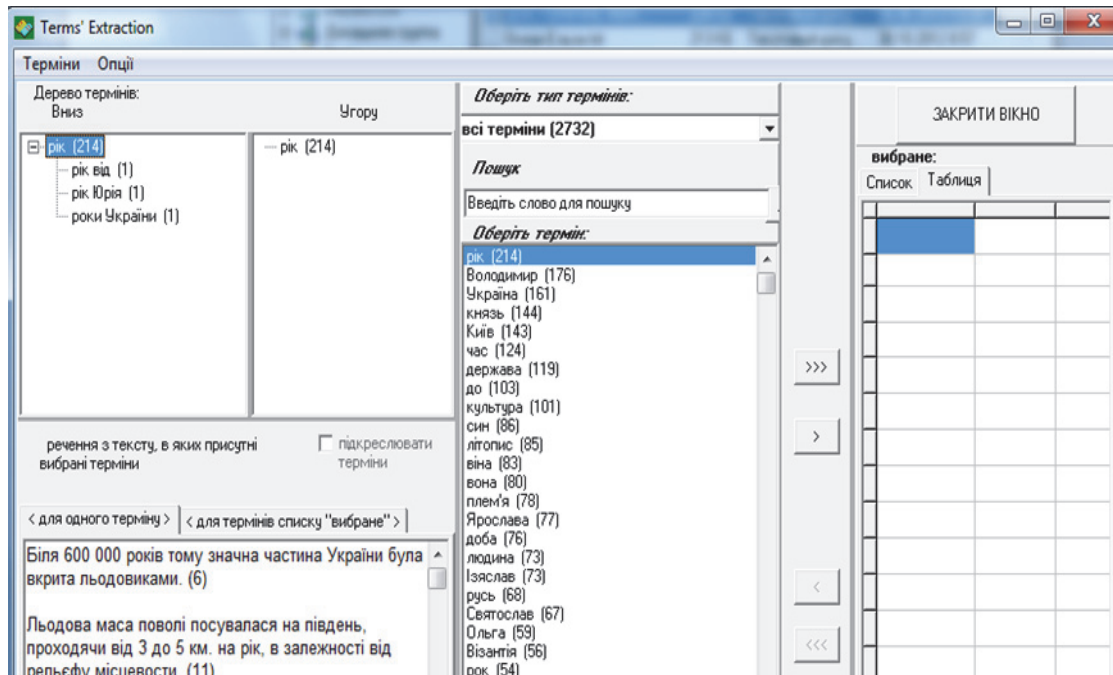 Terms' Extraction
Терміни Опції
Дерево термінів:
Вниз
Угору
рік (214)
рік від (1)
рік Юрія (1)
роки України (1)
рік (214)
речення з тексту, в яких присутні
вибрані терміни
підкреслювати
терміни
< для одного терміну >
< для термінів списку "вибране" >
Біля 600 000 років тому значна частина України була
вкрита льодовиками. (6)
Льодова маса поволі посувалася на південь,
проходячи від 3 до 5 км. на рік, в залежності від
рельєфу місцевости. (11)
Оберіть тип термінів:
всі терміни (2732)
Пошук
Введіть слово для пошуку
Оберіть термін:
рік (214)
Володимир (176)
Україна (161)
князь (144)
Київ (143)
час (124)
держава (119)
до (103)
культура (101)
син (86)
літопис (85)
війна (83)
вона (80)
плем'я (78)
Ярослава (77)
доба (76)
людина (73)
Ізяслав (73)
русь (68)
Святослав (67)
Ольга (59)
Візантія (56)
рок (54)
>>>
>
<
<<<
ЗАКРИТИ ВІКНО
вибране:
Список
Таблиця